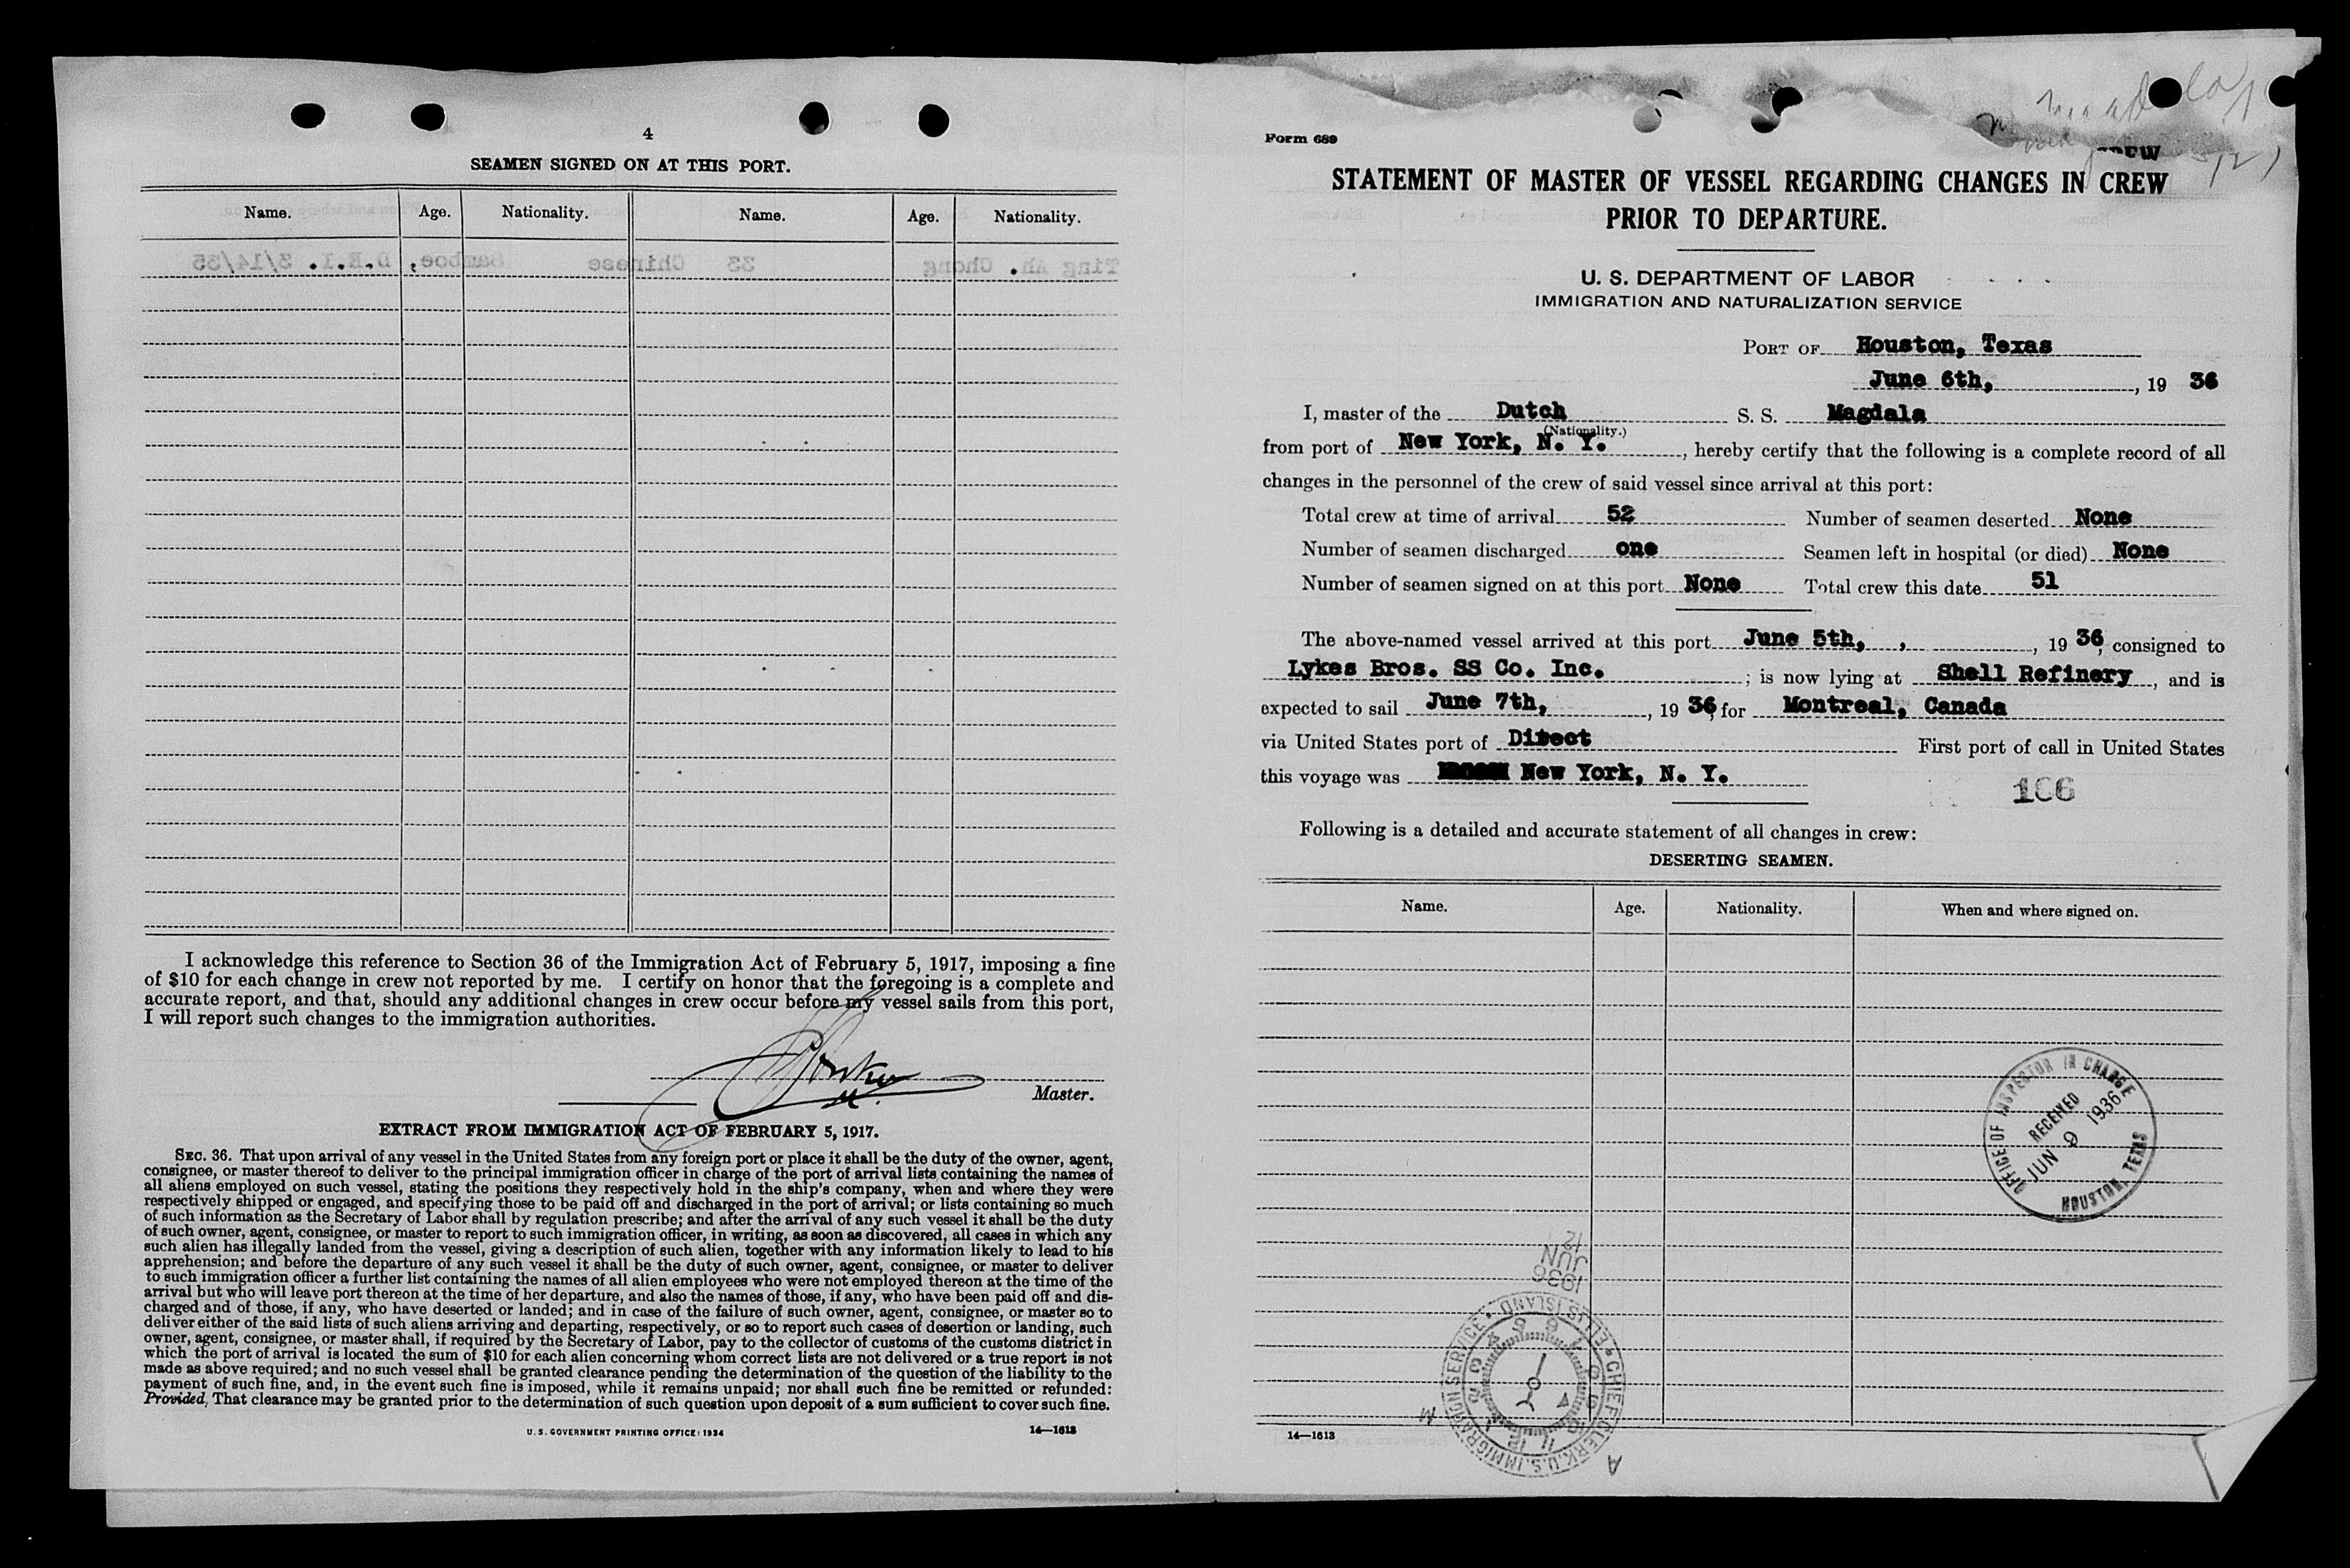 4
SEAMEN SIGNED ON AT THIS PORT.
Name. Age. Nationality. Name. Age. Nationality.
Ting Ah. Chong 33 Chinese Bamboe, D.E.I. 3/14/35
I acknowledge this reference to Section 36 of the Immigration Act of February 5, 1917, imposing a fine
of $10 for each change in crew not reported by me. I certify on honor that the foregoing is a complete and
accurate report, and that, should any additional changes in crew occur before my vessel sails from this port,
I will report such changes to the immigration authorities.
Master.
EXTRACT FROM IMMIGRATION ACT OF FEBRUARY 5, 1917.
SEC. 36. That upon arrival of any vessel in the United States from any foreign port or place it shall be the duty of the owner, agent,
consignee, or master thereof to deliver to the principal immigration officer in charge of the port of arrival lists containing the names of
all aliens employed on such vessel, stating the positions they respectively hold in the ship's company, when and where they were
respectively shipped or engaged, and specifying those to be paid off and discharged in the port of arrival; or lists containing so much
of such information as the Secretary of Labor shall by regulation prescribe; and after the arrival of any such vessel it shall be the duty
of such owner, agent, consignee, or master to report to such immigration officer, in writing, as soon as discovered, all cases in which any
such alien has illegally landed from the vessel, giving a description of such alien, together with any information likely to lead to his
apprehension; and before the departure of any such vessel it shall be the duty of such owner, agent, consignee, or master to deliver
to such immigration officer a further list containing the names of all alien employees who were not employed thereon at the time of the
arrival but who will leave port thereon at the time of her departure, and also the names of those, if any, who have been paid off and dis-
charged and of those, if any, who have deserted or landed; and in case of the failure of such owner, agent, consignee, or master so to
deliver either of the said lists of such aliens arriving and departing, respectively, or so to report such cases of desertion or landing, such
owner, agent, consignee, or master shall, if required by the Secretary of Labor, pay to the collector of customs of the customs district in
which the port of arrival is located the sum of $10 for each alien concerning whom correct lists are not delivered or a true report is not
made as above required; and no such vessel shall be granted clearance pending the determination of the question of the liability to the
payment of such fine, and, in the event such fine is imposed, while it remains unpaid; nor shall such fine be remitted or refunded:
Provided, That clearance may be granted prior to the determination of such question upon deposit of a sum sufficient to cover such fine.
U. S. GOVERNMENT PRINTING OFFICE: 1934 14—1613
Form 689
CREW
STATEMENT OF MASTER OF VESSEL REGARDING CHANGES IN CREW
PRIOR TO DEPARTURE.
U. S. DEPARTMENT OF LABOR
IMMIGRATION AND NATURALIZATION SERVICE
PORT OF Houston, Texas
June 6th, , 19 36
I, master of the Dutch S. S. Magdala
(Nationality.)
from port of New York, N. Y. , hereby certify that the following is a complete record of all
changes in the personnel of the crew of said vessel since arrival at this port:
Total crew at time of arrival 52 Number of seamen deserted None
Number of seamen discharged one Seamen left in hospital (or died) None
Number of seamen signed on at this port None Total crew this date 51
The above-named vessel arrived at this port June 5th, , , 19 36, consigned to
Lykes Bros. SS Co. Inc. ; is now lying at Shell Refinery , and is
expected to sail June 7th, , 19 36, for Montreal, Canada
via United States port of Direct First port of call in United States
this voyage was New York, N. Y.
106
Following is a detailed and accurate statement of all changes in crew:
DESERTING SEAMEN.
Name. Age. Nationality. When and where signed on.
OFFICE OF INSPECTOR IN CHARGE
RECEIVED
JUN 9 1936
HOUSTON, TEXAS
12
JUN
1936
CHIEF CLERK. U.S. IMMIGRATION SERVICE • ELLIS ISLAND
A M
14—1613